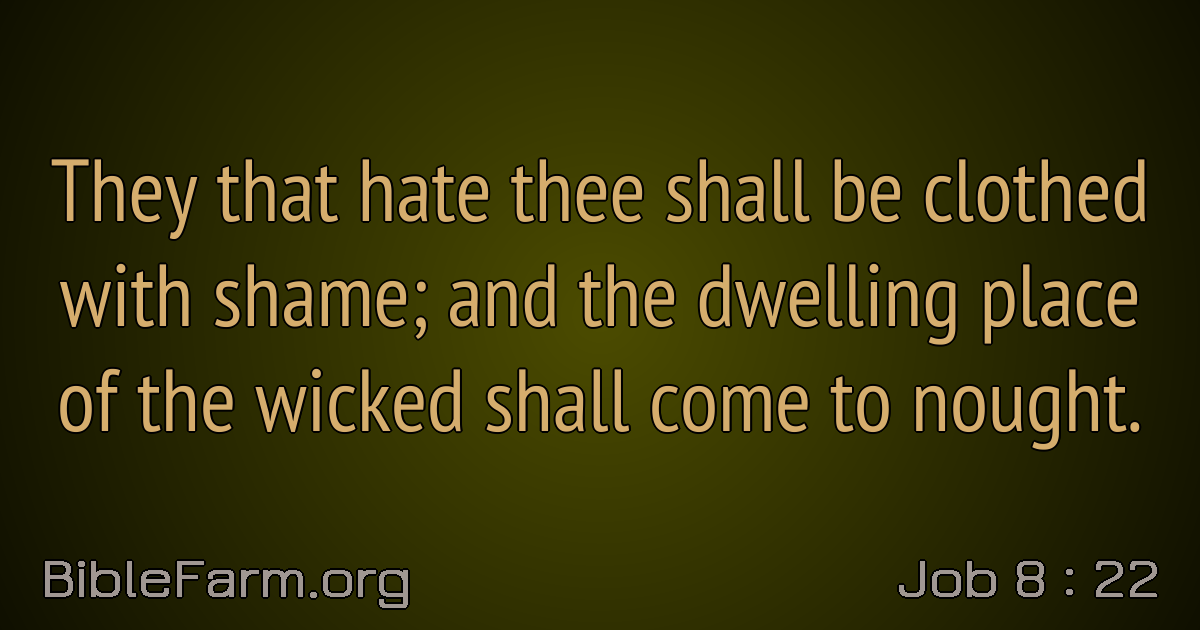 They that hate thee shall be clothed
with shame; and the dwelling place
of the wicked shall come to nought.
BibleFarm.org
Job 8 : 22